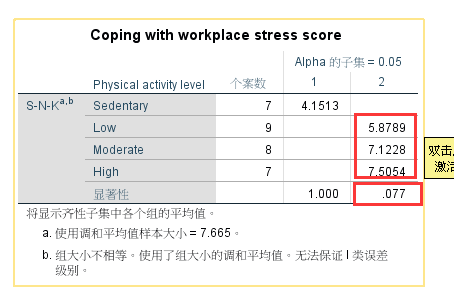 Coping with workplace stress score
Alpha 的子集 = 0.05
Physical activity level 个案数 1 2
S-N-Kᵃ,ᵇ Sedentary 7 4.1513
Low 9 5.8789
Moderate 8 7.1228
High 7 7.5054
显著性 1.000 .077
将显示齐性子集中各个组的平均值。
a. 使用调和平均值样本大小 = 7.665。
b. 组大小不相等。使用了组大小的调和平均值。无法保证 I 类误差
级别。
双击
激活